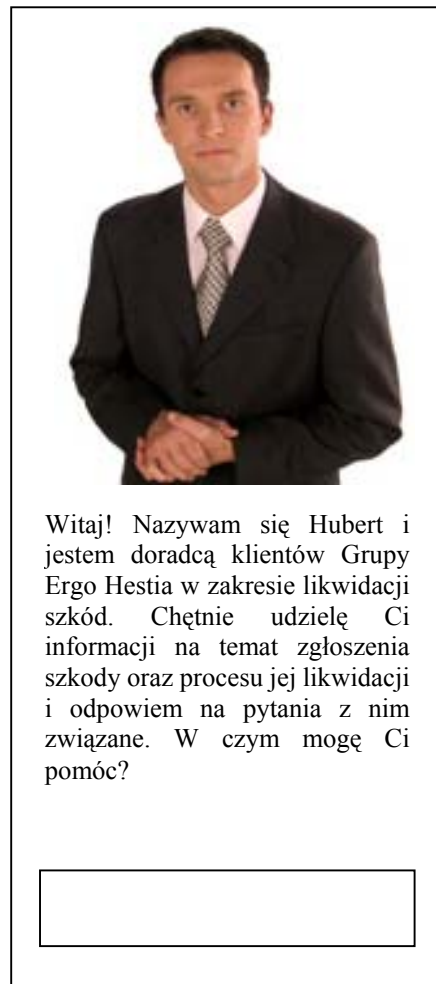 Witaj! Nazywam się Hubert i
jestem doradcą klientów Grupy
Ergo Hestia w zakresie likwidacji
szkód. Chętnie udzielę Ci
informacji na temat zgłoszenia
szkody oraz procesu jej likwidacji
i odpowiem na pytania z nim
związane. W czym mogę Ci
pomóc?